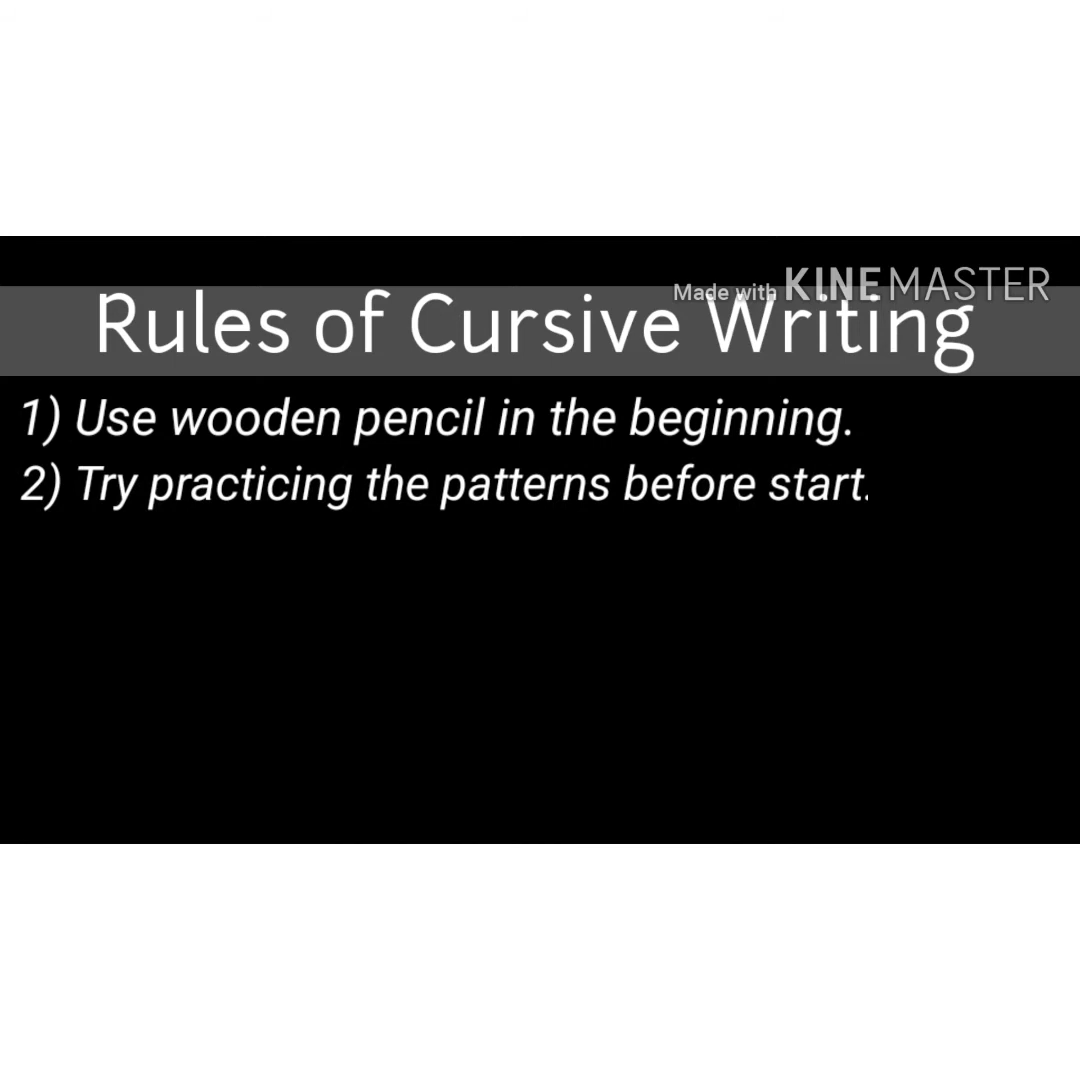 Made with KINEMASTER
Rules of Cursive Writing
1) Use wooden pencil in the beginning.
2) Try practicing the patterns before start.